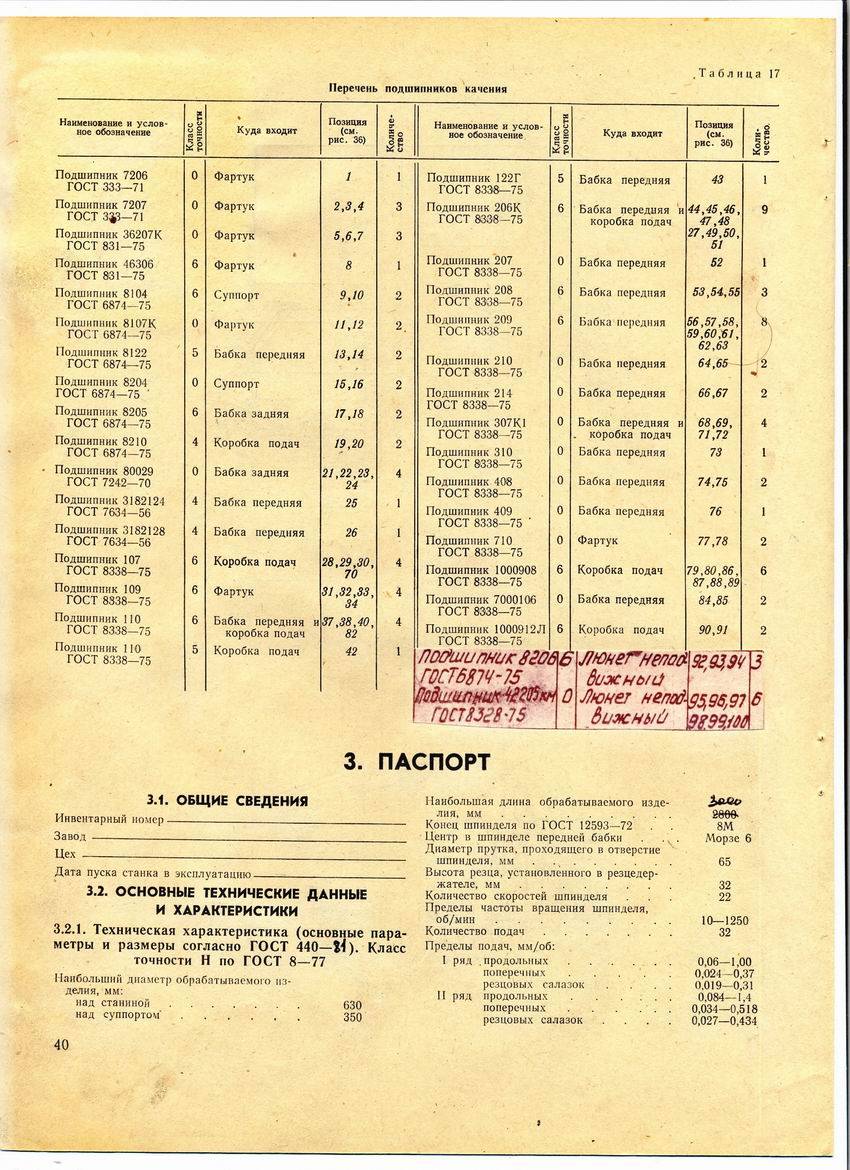 Таблица 17
Перечень подшипников качения
Наименование и услов-
ное обозначение
Класс точности
Куда входит
Позиция
(см.
рис. 36)
Количе-
ство
Подшипник 7206 0 Фартук 1 1
ГОСТ 333—71
Подшипник 7207 0 Фартук 2,3,4 3
ГОСТ 333—71
Подшипник 36207К 0 Фартук 5,6,7 3
ГОСТ 831—75
Подшипник 46306 6 Фартук 8 1
ГОСТ 831—75
Подшипник 8104 6 Суппорт 9,10 2
ГОСТ 6874—75
Подшипник 8107К 0 Фартук 11,12 2
ГОСТ 6874—75
Подшипник 8122 5 Бабка передняя 13,14 2
ГОСТ 6874—75
Подшипник 8204 0 Суппорт 15,16 2
ГОСТ 6874—75
Подшипник 8205 6 Бабка задняя 17,18 2
ГОСТ 6874—75
Подшипник 8210 4 Коробка подач 19,20 2
ГОСТ 6874—75
Подшипник 80029 0 Бабка задняя 21,22,23, 4
ГОСТ 7242—70 24
Подшипник 3182124 4 Бабка передняя 25 1
ГОСТ 7634—56
Подшипник 3182128 4 Бабка передняя 26 1
ГОСТ 7634—56
Подшипник 107 6 Коробка подач 28,29,30, 4
ГОСТ 8338—75 70
Подшипник 109 6 Фартук 31,32,33, 4
ГОСТ 8838—75 34
Подшипник 110 6 Бабка передняя и 37,38,40, 4
ГОСТ 8338—75 коробка подач 82
Подшипник 110 5 Коробка подач 42 1
ГОСТ 8338—75
Наименование и услов-
ное обозначение
Класс точности
Куда входит
Позиция
(см.
рис. 36)
Коли-
чество
Подшипник 122Г 5 Бабка передняя 43 1
ГОСТ 8338—75
Подшипник 206К 6 Бабка передняя и 44,45,46, 9
ГОСТ 8338—75 коробка подач 47,48
27,49,50,
51
Подшипник 207 0 Бабка передняя 52 1
ГОСТ 8338—75
Подшипник 208 6 Бабка передняя 53,54,55 3
ГОСТ 8338—75
Подшипник 209 6 Бабка передняя 56,57,58, 8
ГОСТ 8338—75 59,60,61,
62,63
Подшипник 210 0 Бабка передняя 64,65 2
ГОСТ 8338—75
Подшипник 214 0 Бабка передняя 66,67 2
ГОСТ 8338—75
Подшипник 307К1 0 Бабка передняя и 68,69, 4
ГОСТ 8338—75 коробка подач 71,72
Подшипник 310 0 Бабка передняя 73 1
ГОСТ 8338—75
Подшипник 408 0 Бабка передняя 74,75 2
ГОСТ 8338—75
Подшипник 409 0 Бабка передняя 76 1
ГОСТ 8338—75
Подшипник 710 0 Фартук 77,78 2
ГОСТ 8338—75
Подшипник 1000908 6 Коробка подач 79,80,86, 6
ГОСТ 8338—75 87,88,89
Подшипник 7000106 0 Бабка передняя 84,85 2
ГОСТ 8338—75
Подшипник 1000912Л 6 Коробка подач 90,91 2
ГОСТ 8338—75
Подшипник 8206 6 Люнет непод- 92,93,94 3
ГОСТ6874-75 вижный
Подшипник 42205км 0 Люнет непод- 95,96,97 6
ГОСТ8328-75 вижный 98,99,100
3. ПАСПОРТ
3.1. ОБЩИЕ СВЕДЕНИЯ
Инвентарный номер
Завод
Цех
Дата пуска станка в эксплуатацию
3.2. ОСНОВНЫЕ ТЕХНИЧЕСКИЕ ДАННЫЕ
И ХАРАКТЕРИСТИКИ
3.2.1. Техническая характеристика (основные пара-
метры и размеры согласно ГОСТ 440—81). Класс
точности Н по ГОСТ 8—77
Наибольший диаметр обрабатываемого из-
делия, мм:
над станиной . . . . . . . 630
над суппортом . . . . . . 350
Наибольшая длина обрабатываемого изде- 3000
лия, мм . . . . . . . . 2800
Конец шпинделя по ГОСТ 12593—72 . . 8М
Центр в шпинделе передней бабки . . Морзе 6
Диаметр прутка, проходящего в отверстие
шпинделя, мм . . . . . . . 65
Высота резца, установленного в резцедер-
жателе, мм . . . . . . . . 32
Количество скоростей шпинделя . . . 22
Пределы частоты вращения шпинделя,
об/мин . . . . . . . . 10—1250
Количество подач . . . . . . . 32
Пределы подач, мм/об:
I ряд продольных . . . . . 0,06—1,00
поперечных . . . . . 0,024—0,37
резцовых салазок . . . . 0,019—0,31
II ряд продольных . . . . . 0,084—1,4
поперечных . . . . . 0,034—0,518
резцовых салазок . . . . 0,027—0,434
40